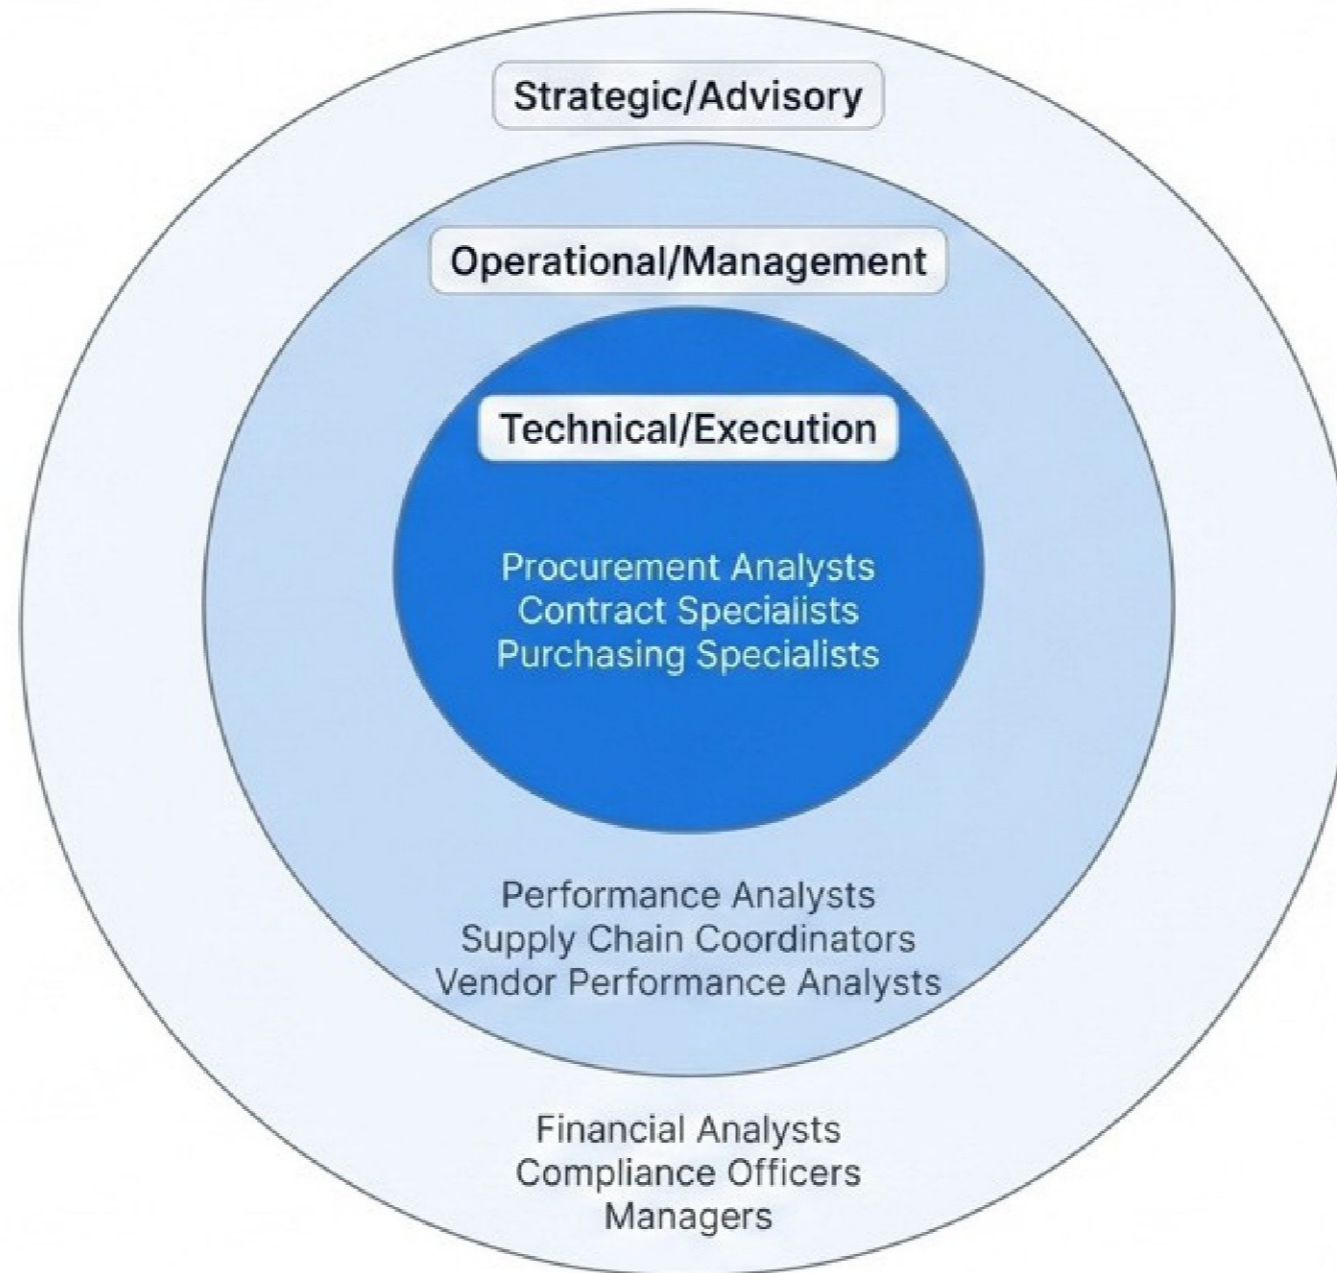 Strategic/Advisory
Operational/Management
Technical/Execution
Procurement Analysts
Contract Specialists
Purchasing Specialists
Performance Analysts
Supply Chain Coordinators
Vendor Performance Analysts
Financial Analysts
Compliance Officers
Managers